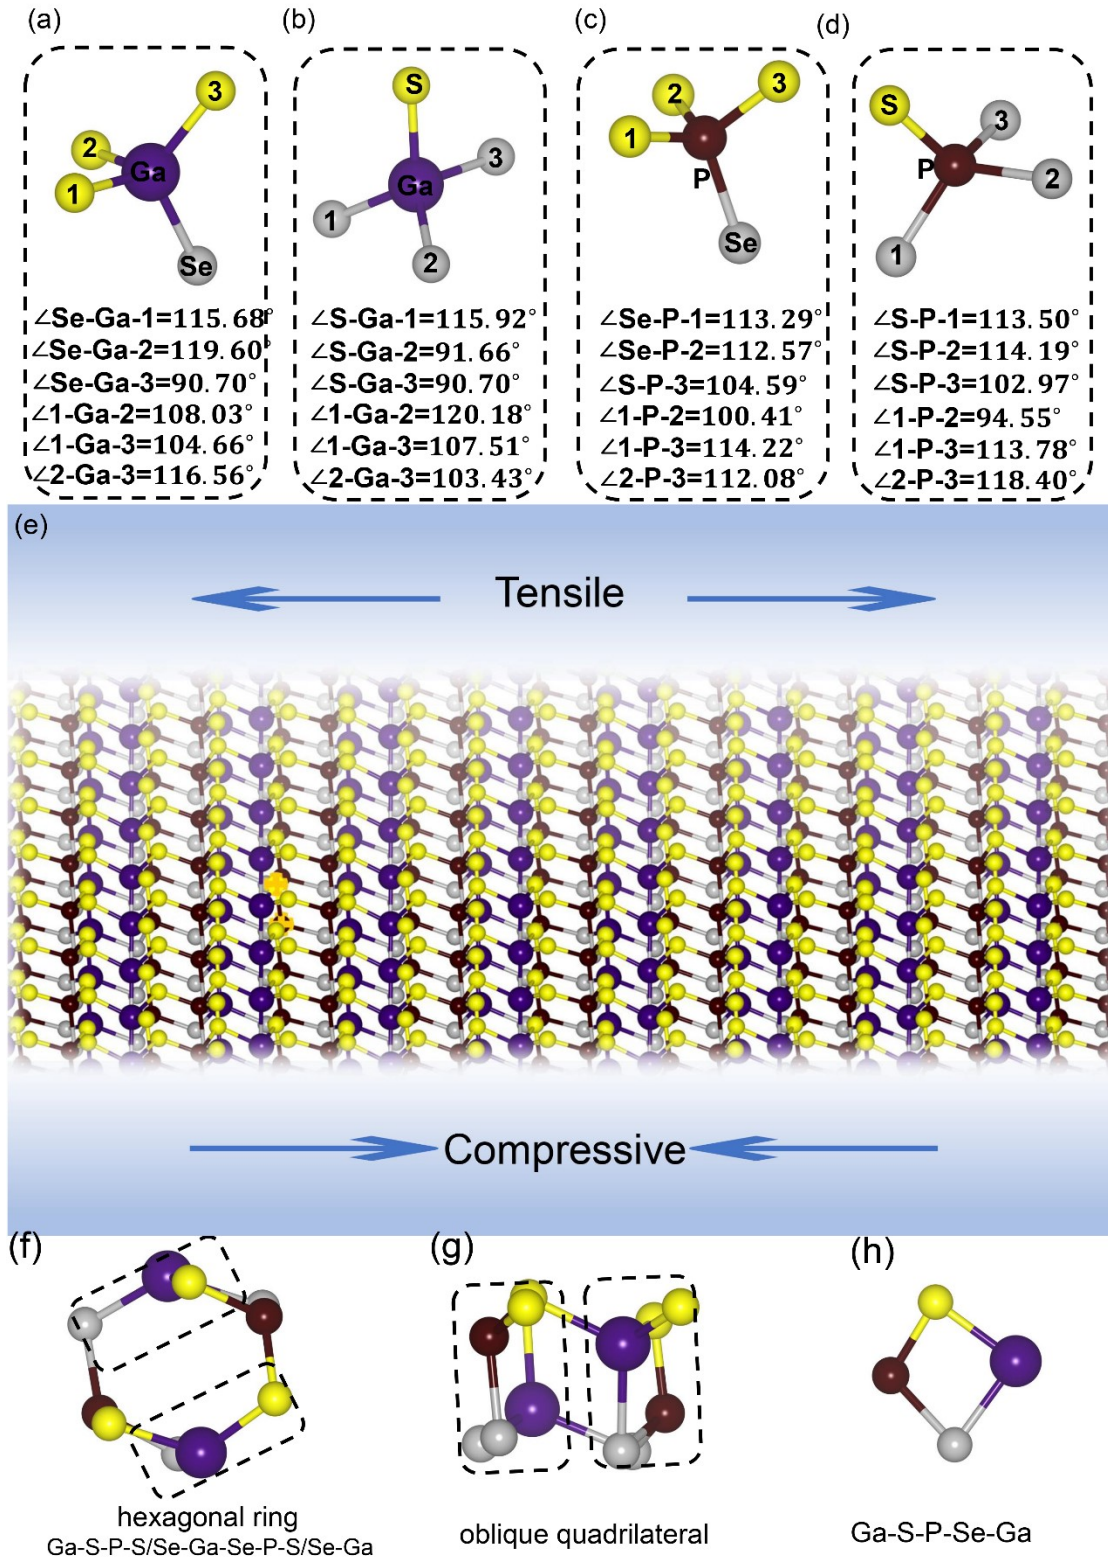 (a)
3
2
Ga
1
Se
∠Se-Ga-1=115.68°
∠Se-Ga-2=119.60°
∠Se-Ga-3=90.70°
∠1-Ga-2=108.03°
∠1-Ga-3=104.66°
∠2-Ga-3=116.56°
(b)
S
3
Ga
1
2
∠S-Ga-1=115.92°
∠S-Ga-2=91.66°
∠S-Ga-3=90.70°
∠1-Ga-2=120.18°
∠1-Ga-3=107.51°
∠2-Ga-3=103.43°
(c)
3
2
1
P
Se
∠Se-P-1=113.29°
∠Se-P-2=112.57°
∠S-P-3=104.59°
∠1-P-2=100.41°
∠1-P-3=114.22°
∠2-P-3=112.08°
(d)
S
3
P
2
1
∠S-P-1=113.50°
∠S-P-2=114.19°
∠S-P-3=102.97°
∠1-P-2=94.55°
∠1-P-3=113.78°
∠2-P-3=118.40°
(e)
Tensile
Compressive
(f)
hexagonal ring
Ga-S-P-S/Se-Ga-Se-P-S/Se-Ga
(g)
oblique quadrilateral
(h)
Ga-S-P-Se-Ga